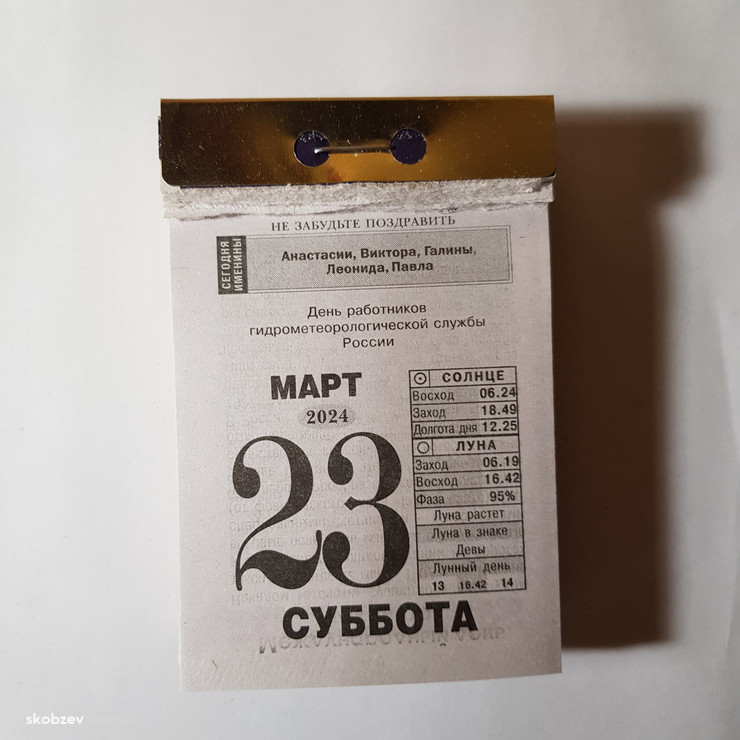 НЕ ЗАБУДЬТЕ ПОЗДРАВИТЬ
СЕГОДНЯ
ИМЕНИНЫ
Анастасии, Виктора, Галины,
Леонида, Павла
День работников
гидрометеорологической службы
России
МАРТ
2024
23
СУББОТА
СОЛНЦЕ
Восход 06.24
Заход 18.49
Долгота дня 12.25
ЛУНА
Заход 06.19
Восход 16.42
Фаза 95%
Луна растет
Луна в знаке
Девы
Лунный день
13 16.42 14
skobzev